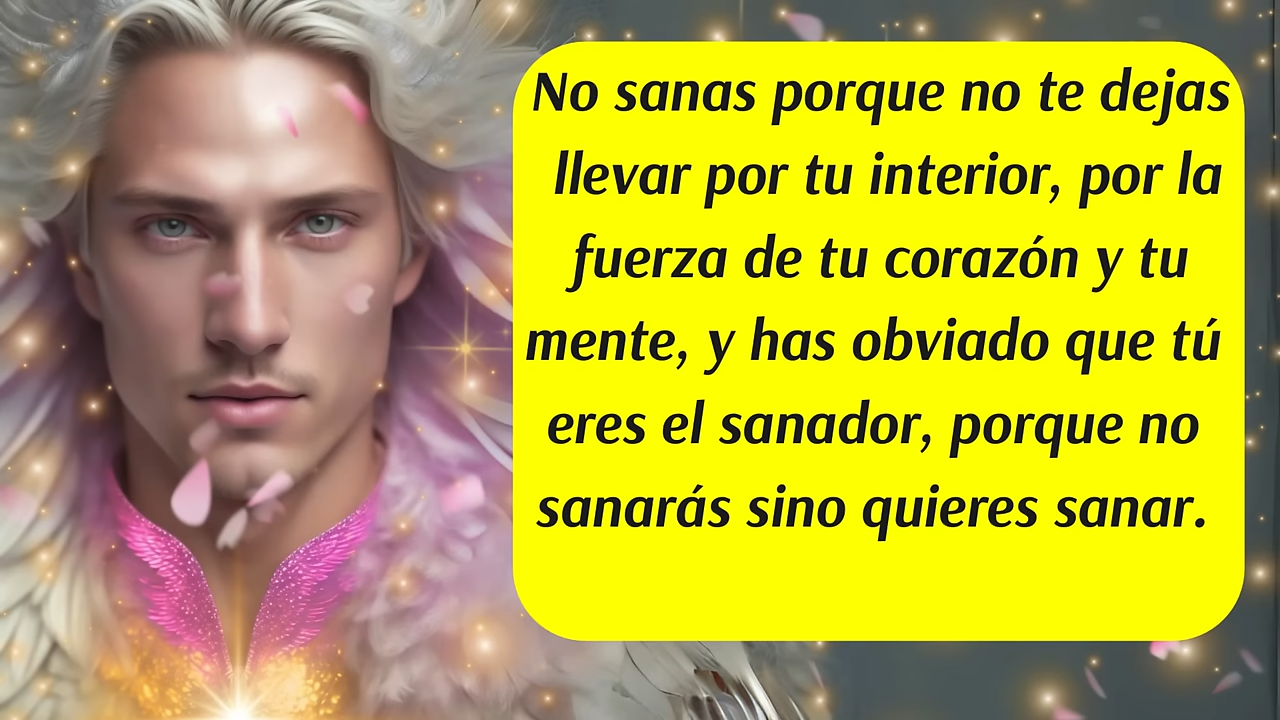 No sanas porque no te dejas
llevar por tu interior, por la
fuerza de tu corazón y tu
mente, y has obviado que tú
eres el sanador, porque no
sanarás sino quieres sanar.